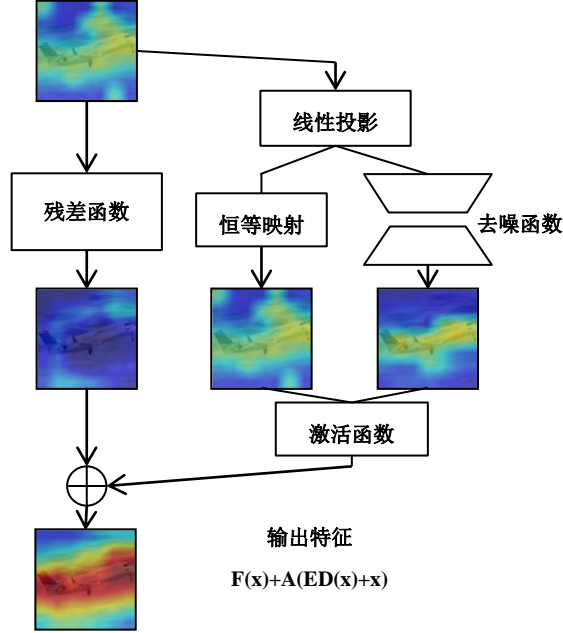 线性投影
残差函数
恒等映射
去噪函数
激活函数
输出特征
F(x)+A(ED(x)+x)